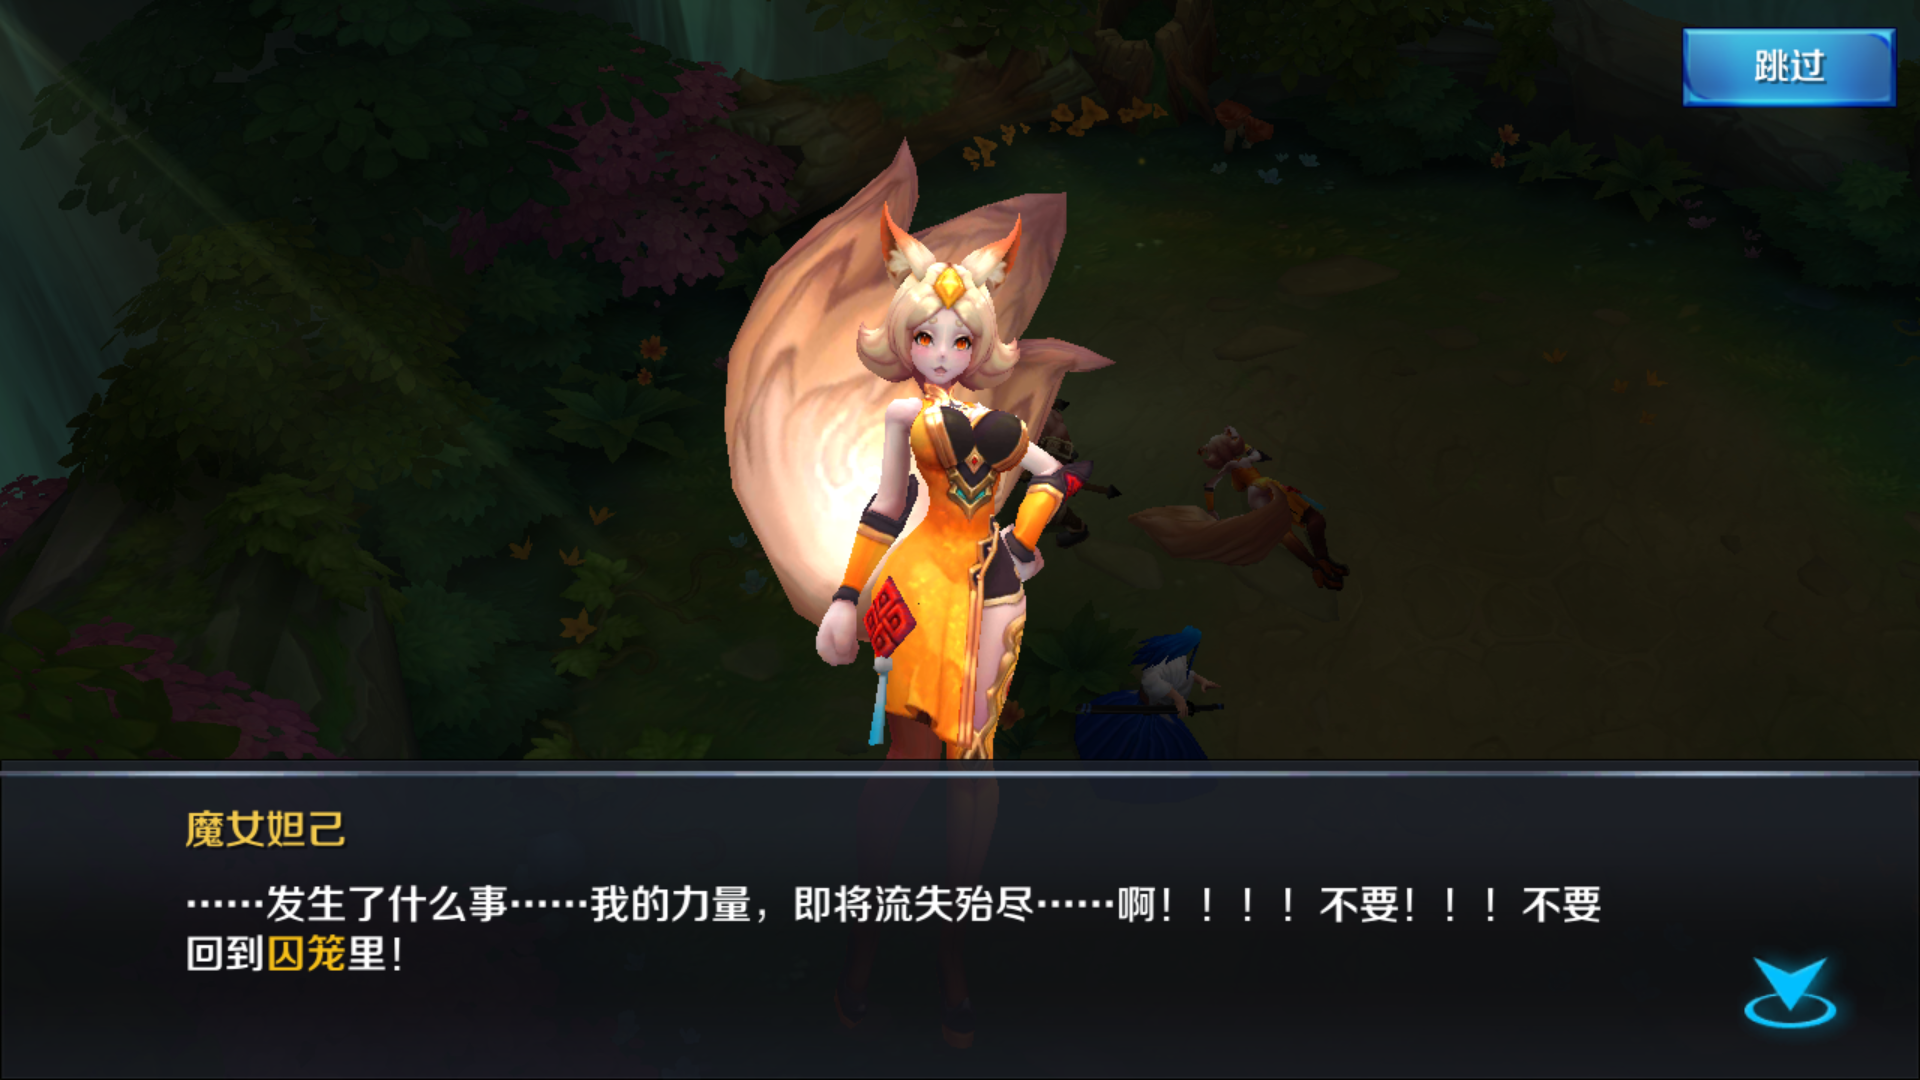 跳过
魔女妲己
……发生了什么事……我的力量，即将流失殆尽……啊！！！！不要！！！不要
回到囚笼里！